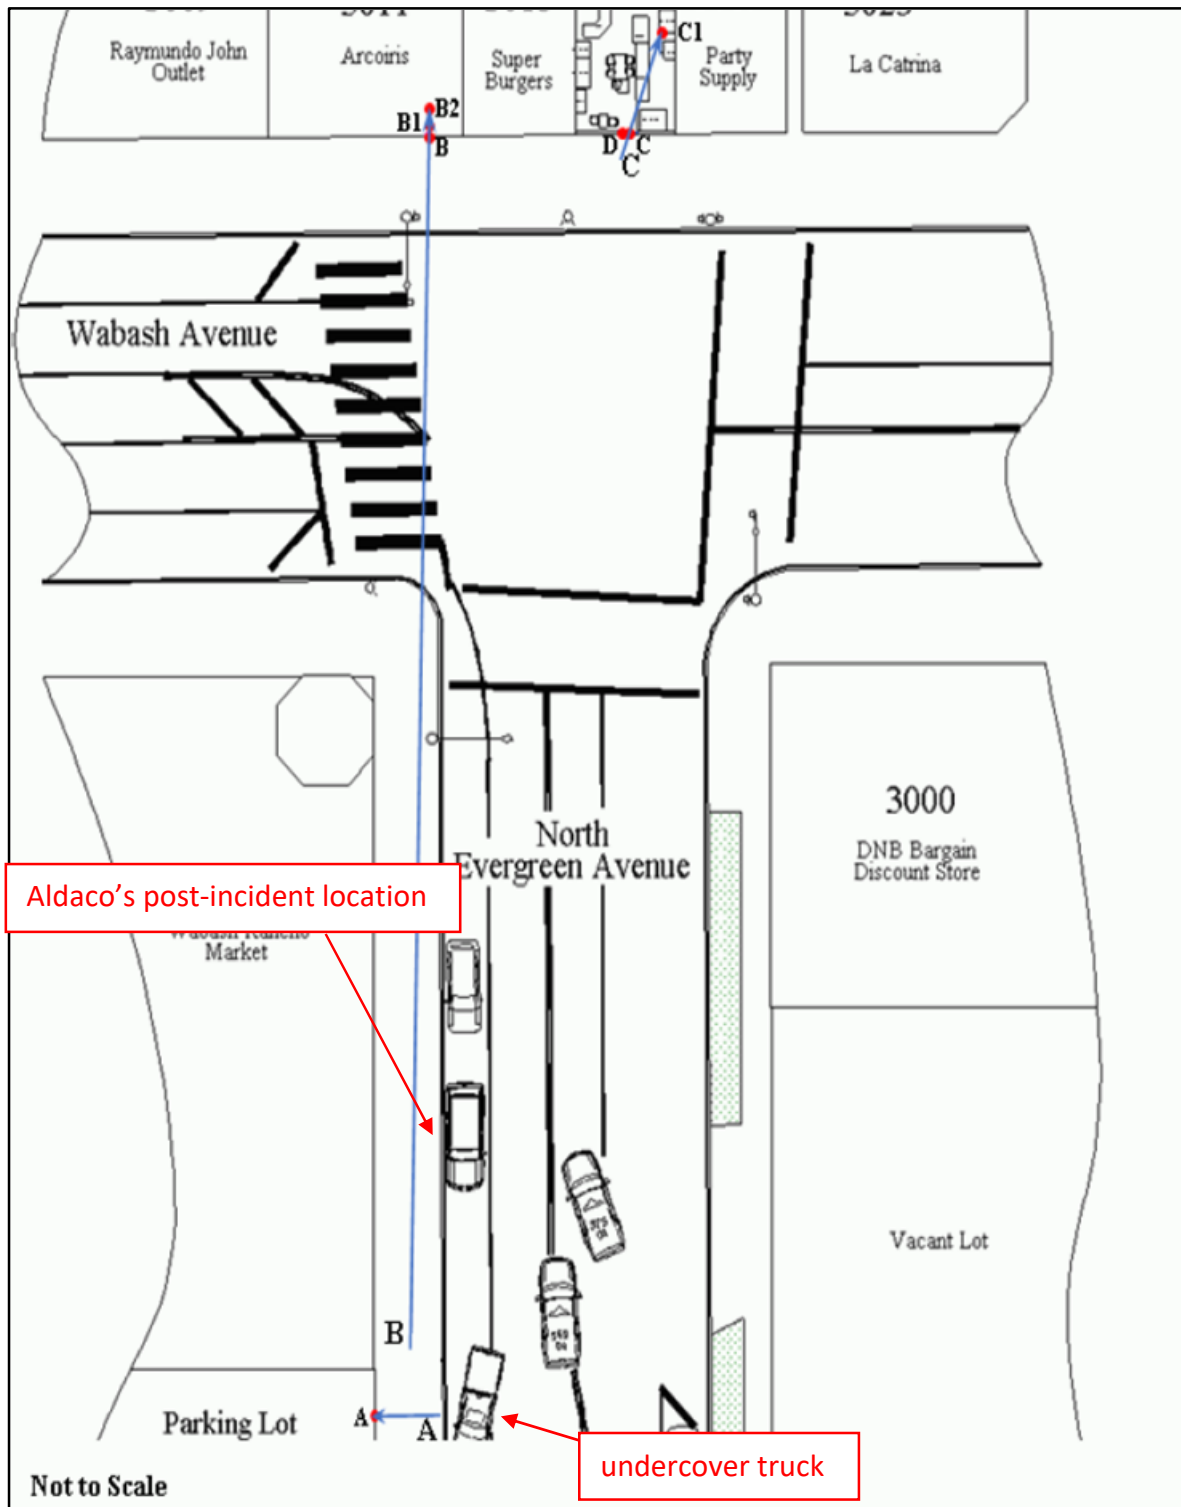 Raymundo John
Outlet
Arcoiris
Super
Burgers
C1
Party
Supply
La Catrina
B2
B1
B
D
C
C
Wabash Avenue
3000
DNB Bargain
Discount Store
North
Evergreen Avenue
Aldaco’s post-incident location
Market
Vacant Lot
B
A
A
Parking Lot
undercover truck
Not to Scale